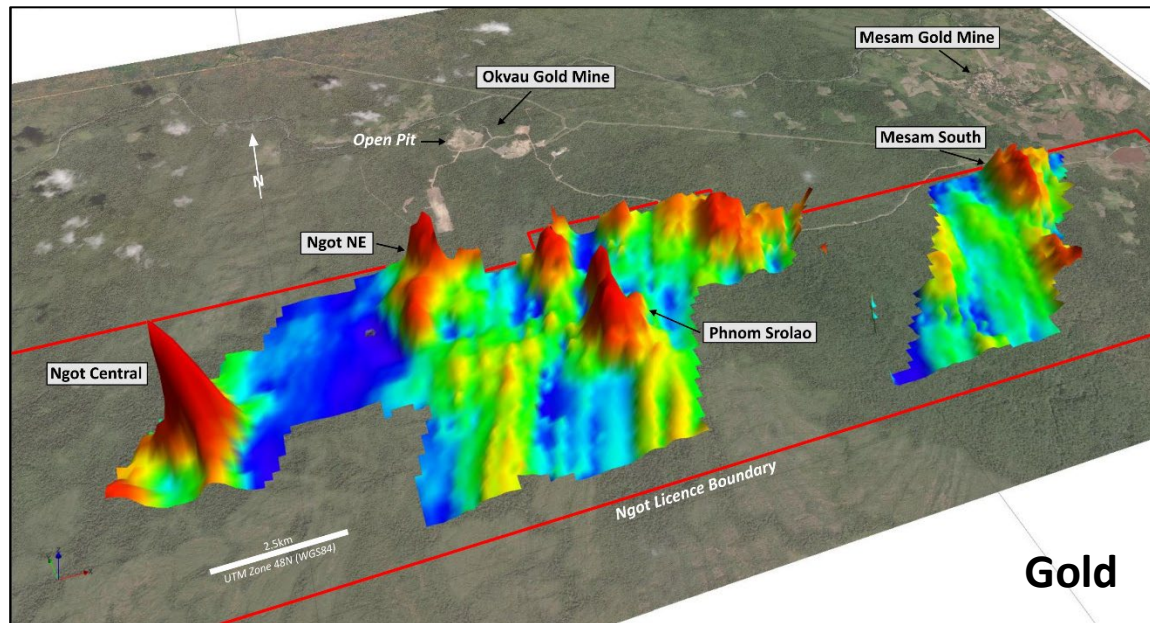 Mesam Gold Mine
Okvau Gold Mine
Open Pit
Mesam South
N
Ngot NE
Phnom Srolao
Ngot Central
Ngot Licence Boundary
2.5km
UTM Zone 48N (WGS84)
Gold